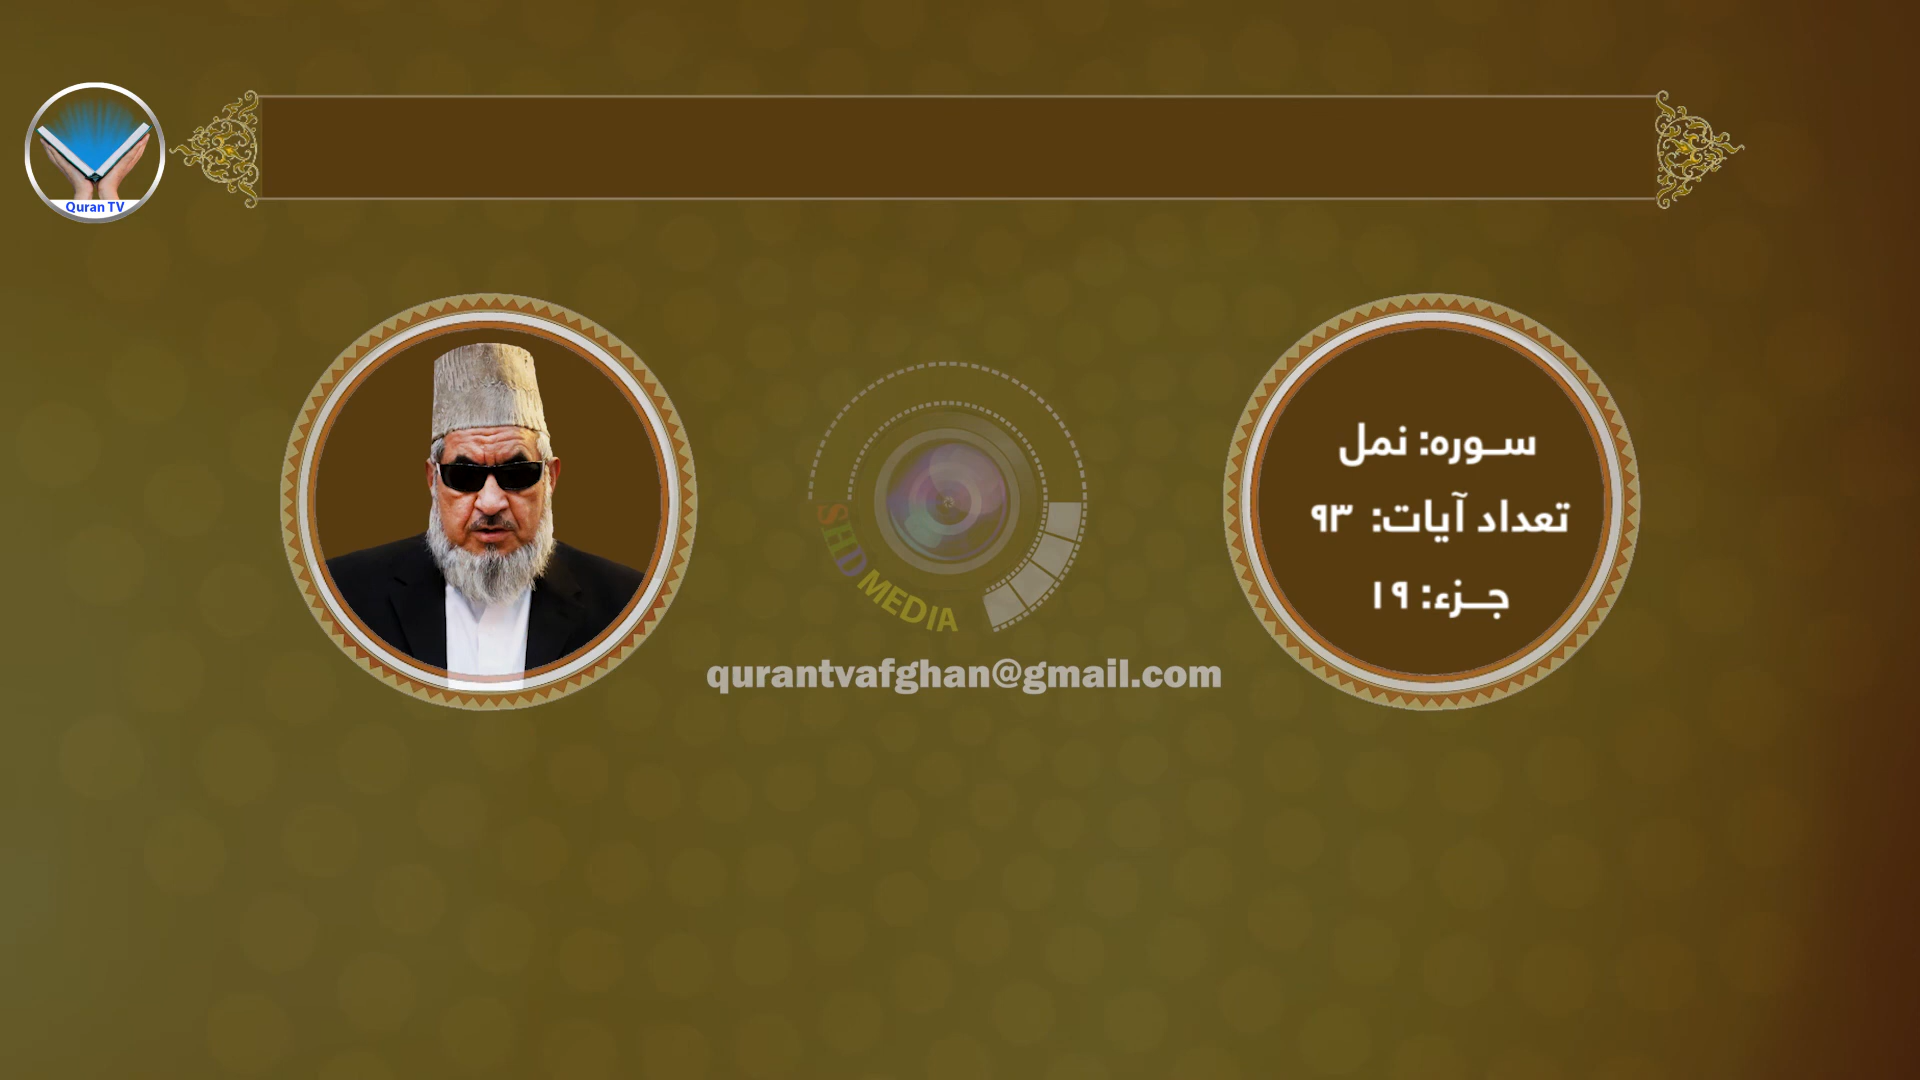 Quran TV
سوره: نمل
تعداد آیات: ۹۳
جزء: ۱۹
SHD MEDIA
qurantvafghan@gmail.com